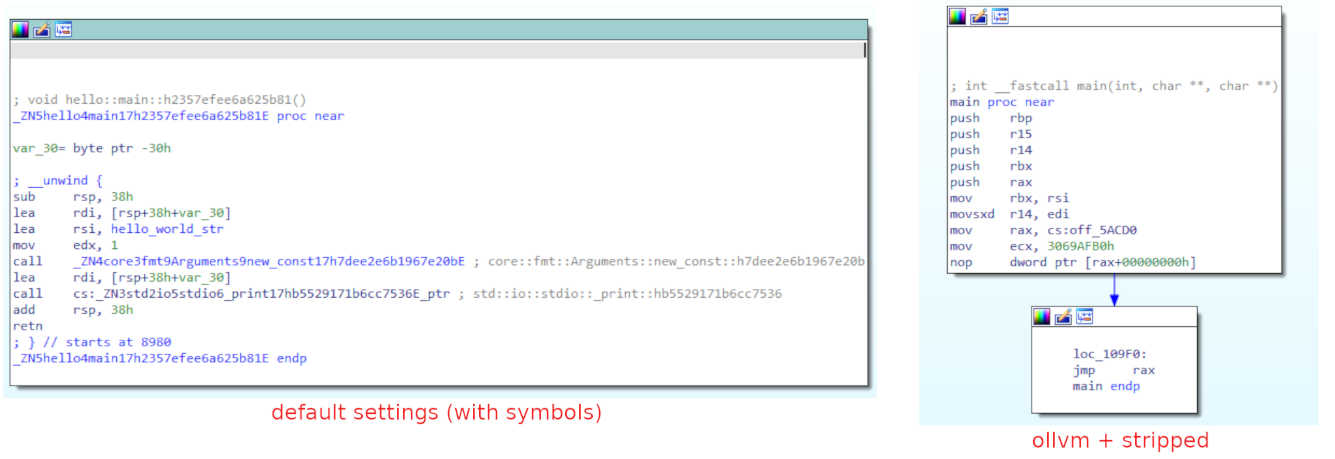 ; void hello::main::h2357efee6a625b81()
_ZN5hello4main17h2357efee6a625b81E proc near
var_30= byte ptr -30h
; __unwind {
sub rsp, 38h
lea rdi, [rsp+38h+var_30]
lea rsi, hello_world_str
mov edx, 1
call _ZN4core3fmt9Arguments9new_const17h7dee2e6b1967e20bE ; core::fmt::Arguments::new_const::h7dee2e6b1967e20b
lea rdi, [rsp+38h+var_30]
call cs:_ZN3std2io5stdio6_print17hb5529171b6cc7536E_ptr ; std::io::stdio::_print::hb5529171b6cc7536
add rsp, 38h
retn
; } // starts at 8980
_ZN5hello4main17h2357efee6a625b81E endp
default settings (with symbols)
; int __fastcall main(int, char **, char **)
main proc near
push rbp
push r15
push r14
push rbx
push rax
mov rbx, rsi
movsxd r14, edi
mov rax, cs:off_5ACD0
mov ecx, 3069AFB0h
nop dword ptr [rax+00000000h]
loc_109F0:
jmp rax
main endp
ollvm + stripped